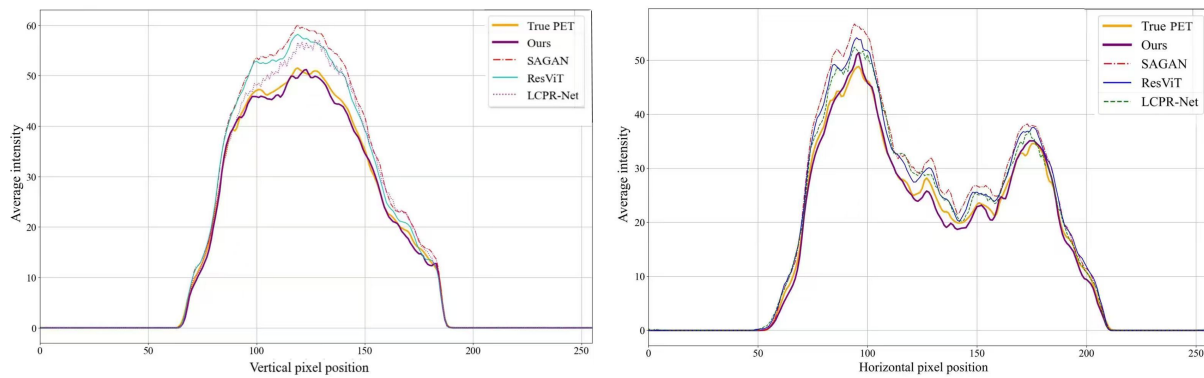 60
50
40
30
20
10
0
0
50
100
150
200
250
Average intensity
Vertical pixel position
True PET
Ours
SAGAN
ResViT
LCPR-Net
50
40
30
20
10
0
0
50
100
150
200
250
Average intensity
Horizontal pixel position
True PET
Ours
SAGAN
ResViT
LCPR-Net